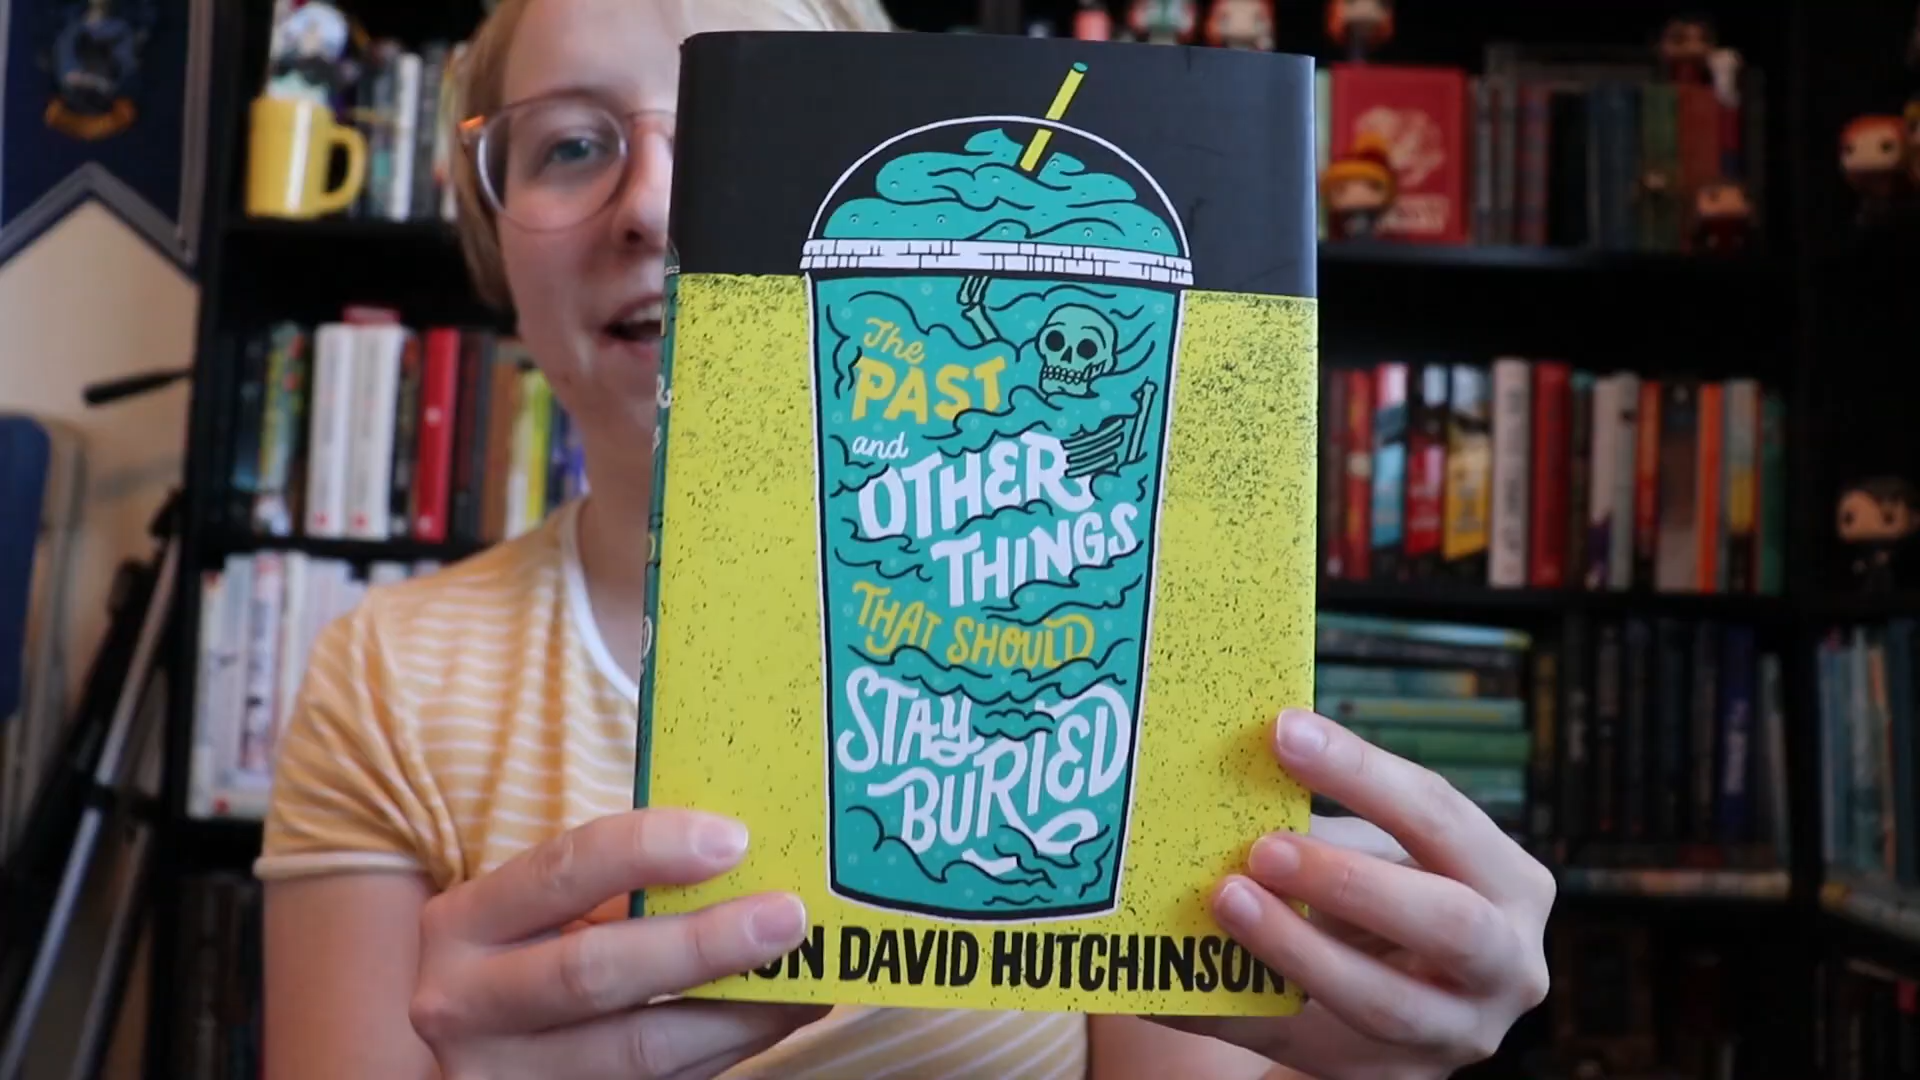 The
PAST
and
OTHER
THINGS
THAT SHOULD
STAY
BURIED
DAVID HUTCHINSON